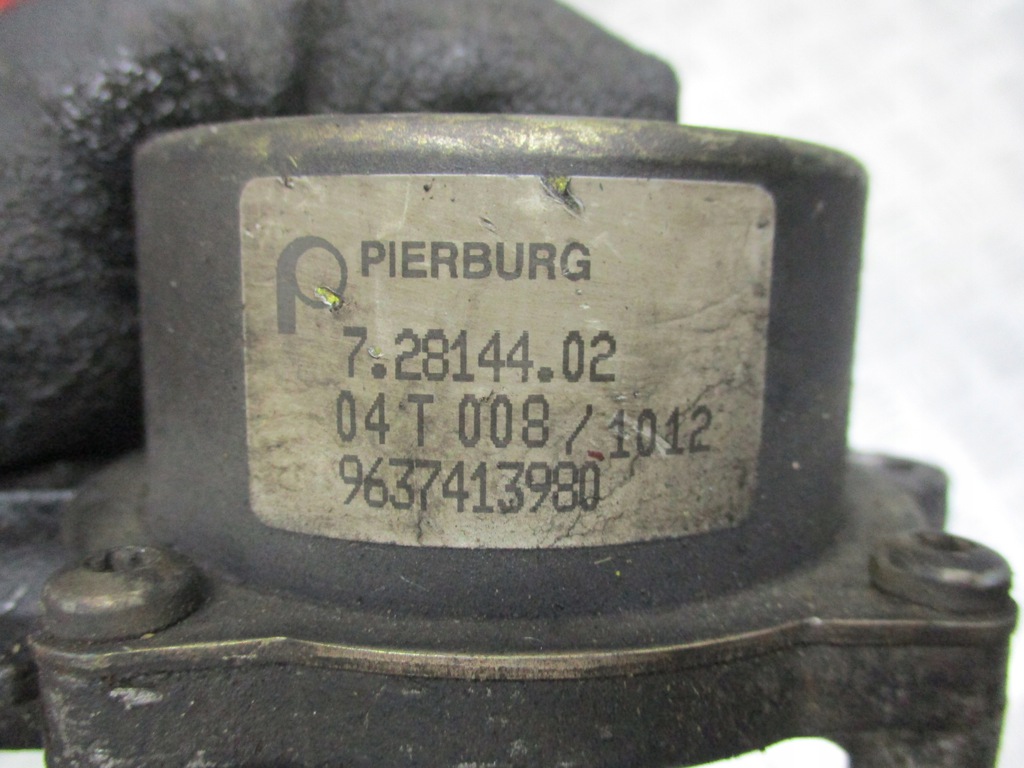 PIERBURG
7.28144.02
04 T 008 / 1012
9637413980